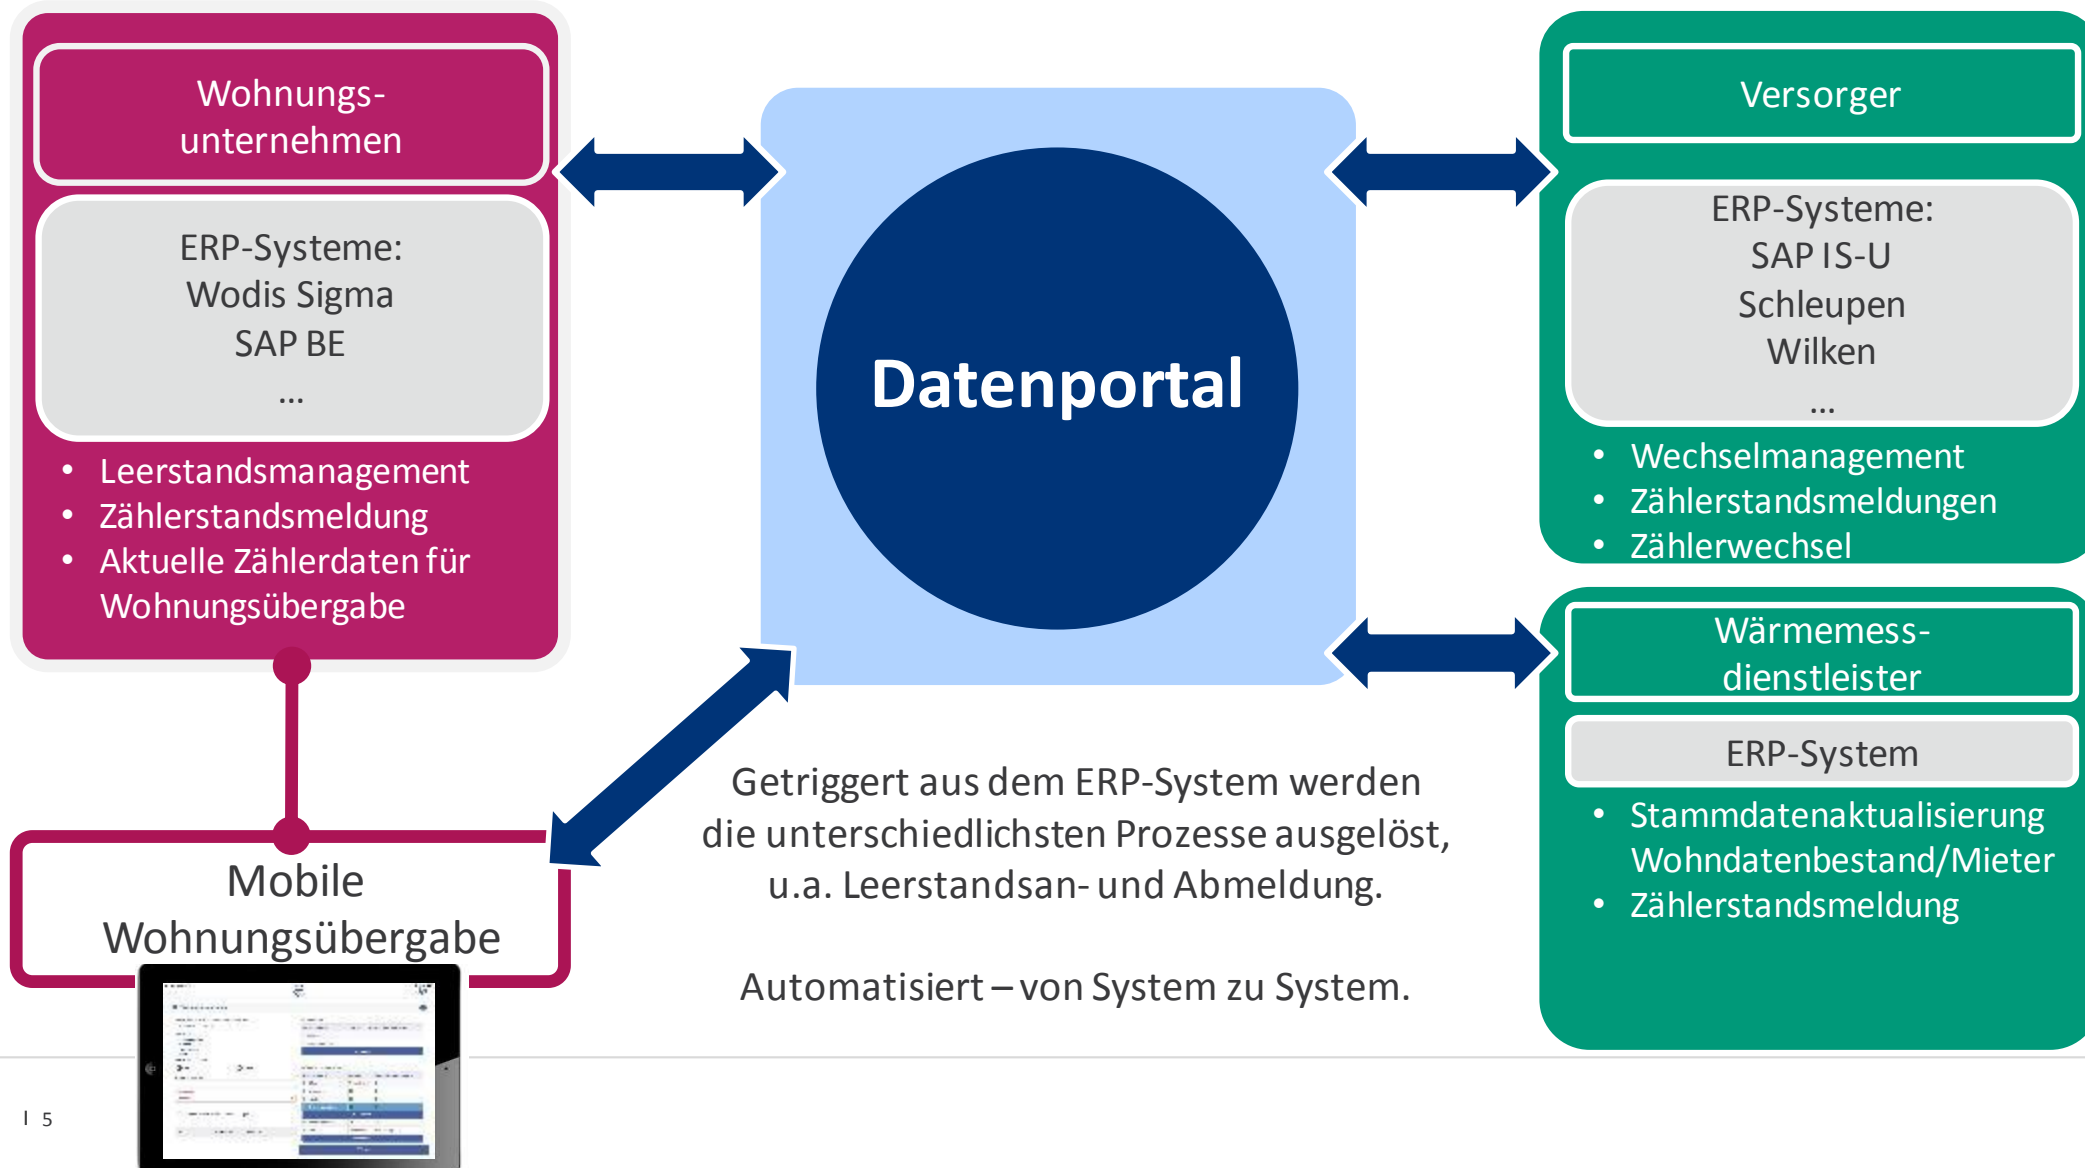 Wohnungs-
unternehmen
ERP-Systeme:
Wodis Sigma
SAP BE
...
• Leerstandsmanagement
• Zählerstandsmeldung
• Aktuelle Zählerdaten für
Wohnungsübergabe
Mobile
Wohnungsübergabe
Datenportal
Getriggert aus dem ERP-System werden
die unterschiedlichsten Prozesse ausgelöst,
u.a. Leerstandsan- und Abmeldung.
Automatisiert – von System zu System.
Versorger
ERP-Systeme:
SAP IS-U
Schleupen
Wilken
...
• Wechselmanagement
• Zählerstandsmeldungen
• Zählerwechsel
Wärmemess-
dienstleister
ERP-System
• Stammdatenaktualisierung
Wohndatenbestand/Mieter
• Zählerstandsmeldung
I 5